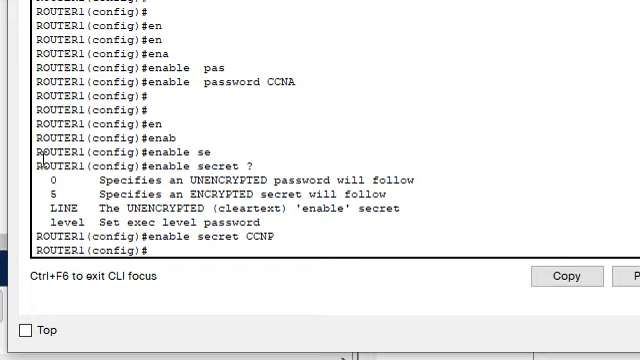 ROUTER1(config)#
ROUTER1(config)#
ROUTER1(config)#en
ROUTER1(config)#en
ROUTER1(config)#ena
ROUTER1(config)#enable  pas
ROUTER1(config)#enable  password CCNA
ROUTER1(config)#
ROUTER1(config)#
ROUTER1(config)#en
ROUTER1(config)#enab
ROUTER1(config)#enable se
ROUTER1(config)#enable secret ?
  0      Specifies an UNENCRYPTED password will follow
  5      Specifies an ENCRYPTED secret will follow
  LINE   The UNENCRYPTED (cleartext) 'enable' secret
  level  Set exec level password
ROUTER1(config)#enable secret CCNP
ROUTER1(config)#
Ctrl+F6 to exit CLI focus
Copy
Top